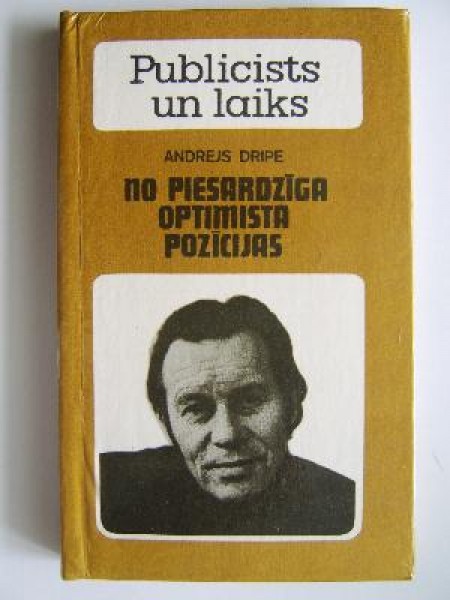 Publicists
un laiks
ANDREJS DRIPE
NO PIESARDZĪGA
OPTIMISTA
POZĪCIJAS